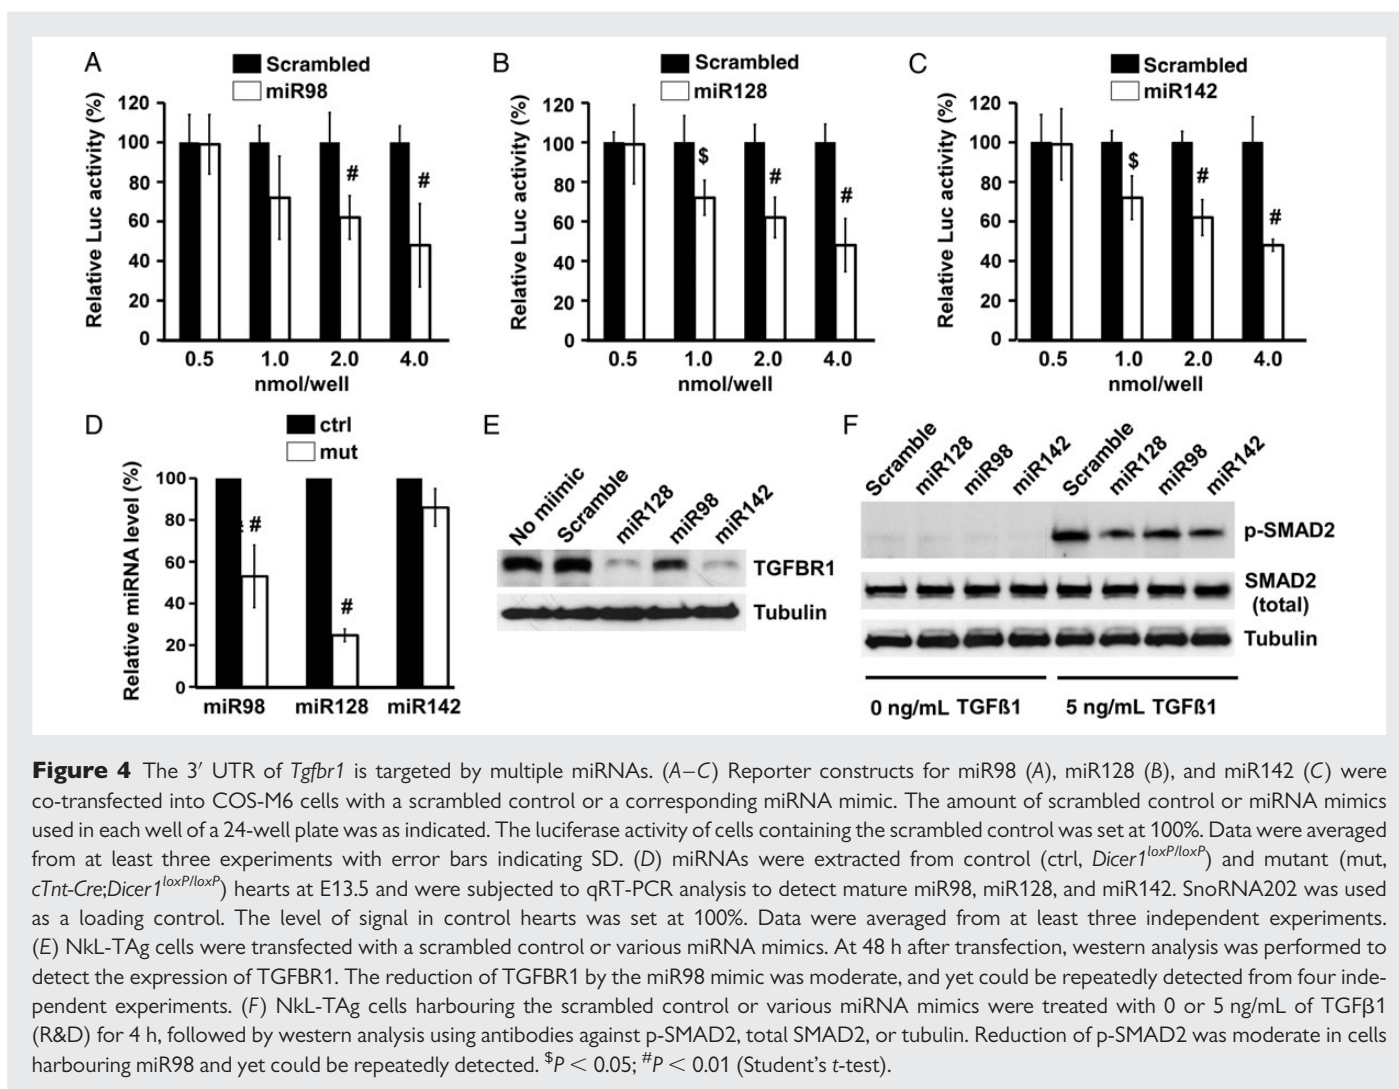 A
Scrambled
miR98
Relative Luc activity (%)
120
100
80
60
40
20
0
#
#
0.5 1.0 2.0 4.0
nmol/well
B
Scrambled
miR128
Relative Luc activity (%)
120
100
80
60
40
20
0
$
#
#
0.5 1.0 2.0 4.0
nmol/well
C
Scrambled
miR142
Relative Luc activity (%)
120
100
80
60
40
20
0
$
#
#
0.5 1.0 2.0 4.0
nmol/well
D
ctrl
mut
Relative miRNA level (%)
100
80
60
40
20
0
#
#
miR98 miR128 miR142
E
No miimic
Scramble
miR128
miR98
miR142
TGFBR1
Tubulin
F
Scramble
miR128
miR98
miR142
Scramble
miR128
miR98
miR142
p-SMAD2
SMAD2
(total)
Tubulin
0 ng/mL TGFß1
5 ng/mL TGFß1
Figure 4 The 3′ UTR of Tgfbr1 is targeted by multiple miRNAs. (A–C) Reporter constructs for miR98 (A), miR128 (B), and miR142 (C) were
co-transfected into COS-M6 cells with a scrambled control or a corresponding miRNA mimic. The amount of scrambled control or miRNA mimics
used in each well of a 24-well plate was as indicated. The luciferase activity of cells containing the scrambled control was set at 100%. Data were averaged
from at least three experiments with error bars indicating SD. (D) miRNAs were extracted from control (ctrl, Dicer1loxP/loxP) and mutant (mut,
cTnt-Cre;Dicer1loxP/loxP) hearts at E13.5 and were subjected to qRT-PCR analysis to detect mature miR98, miR128, and miR142. SnoRNA202 was used
as a loading control. The level of signal in control hearts was set at 100%. Data were averaged from at least three independent experiments.
(E) NkL-TAg cells were transfected with a scrambled control or various miRNA mimics. At 48 h after transfection, western analysis was performed to
detect the expression of TGFBR1. The reduction of TGFBR1 by the miR98 mimic was moderate, and yet could be repeatedly detected from four inde-
pendent experiments. (F) NkL-TAg cells harbouring the scrambled control or various miRNA mimics were treated with 0 or 5 ng/mL of TGFβ1
(R&D) for 4 h, followed by western analysis using antibodies against p-SMAD2, total SMAD2, or tubulin. Reduction of p-SMAD2 was moderate in cells
harbouring miR98 and yet could be repeatedly detected. $P < 0.05; #P < 0.01 (Student's t-test).